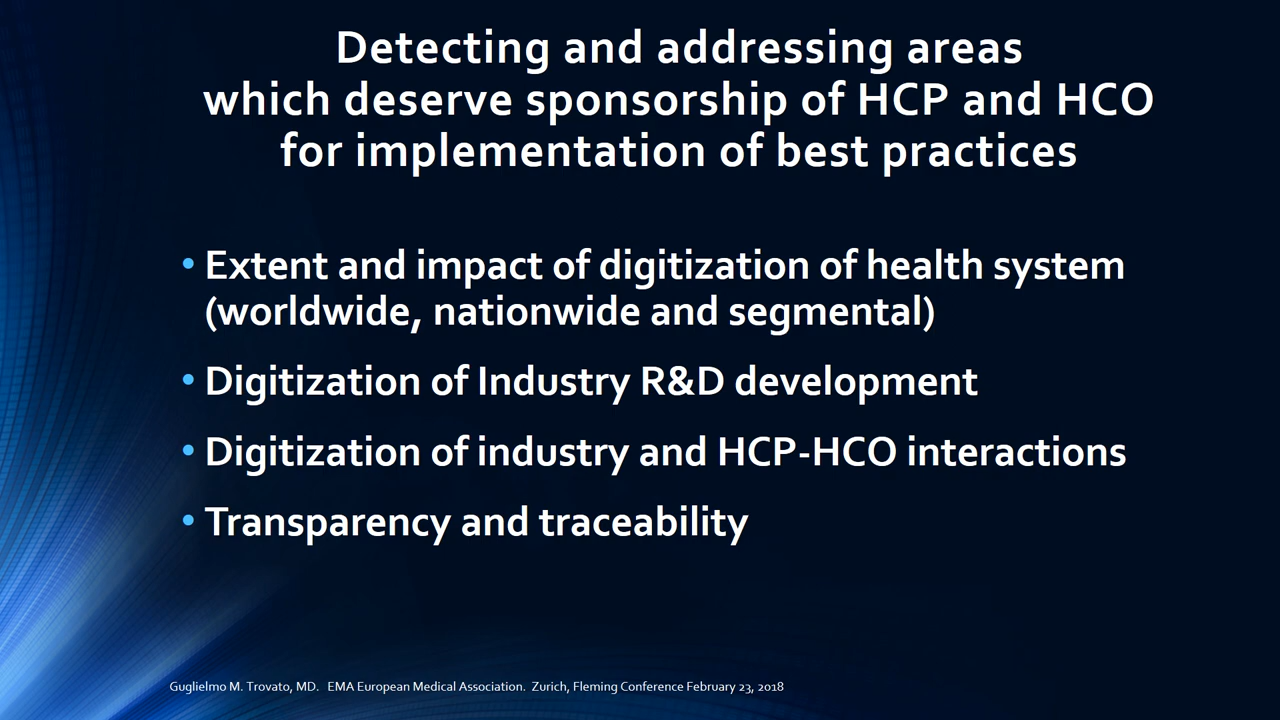 Detecting and addressing areas
which deserve sponsorship of HCP and HCO
for implementation of best practices
• Extent and impact of digitization of health system
(worldwide, nationwide and segmental)
• Digitization of Industry R&D development
• Digitization of industry and HCP-HCO interactions
• Transparency and traceability
Guglielmo M. Trovato, MD. EMA European Medical Association. Zurich, Fleming Conference February 23, 2018